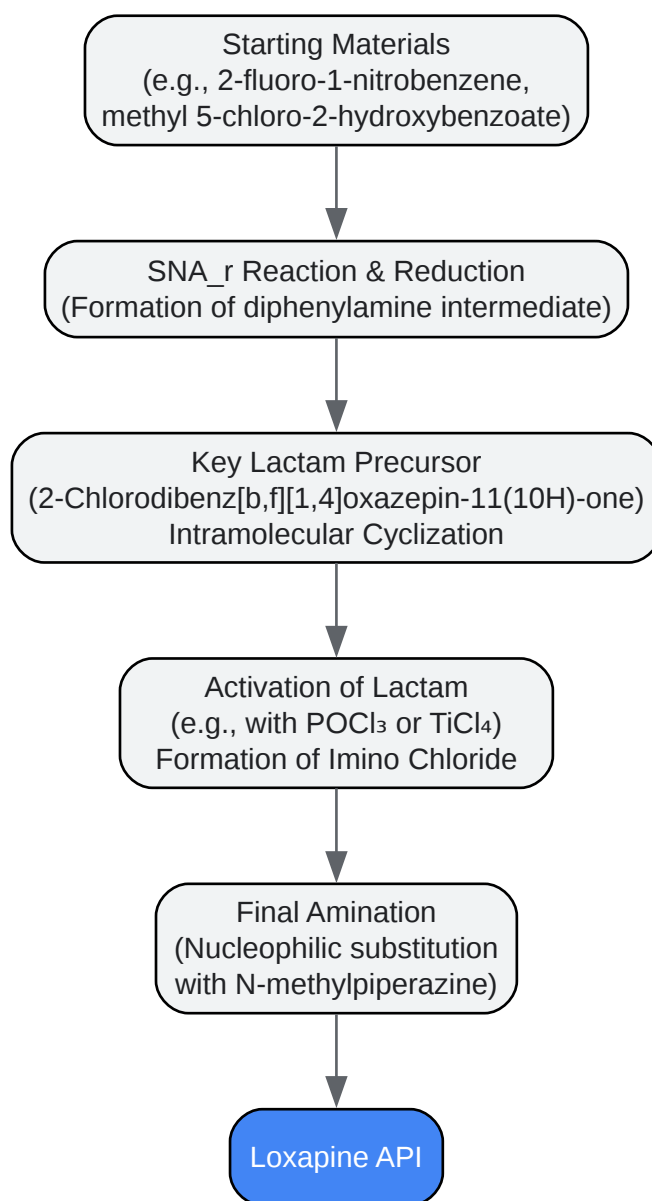 Starting Materials
(e.g., 2-fluoro-1-nitrobenzene,
methyl 5-chloro-2-hydroxybenzoate)
SNA_r Reaction & Reduction
(Formation of diphenylamine intermediate)
Key Lactam Precursor
(2-Chlorodibenz[b,f][1,4]oxazepin-11(10H)-one)
Intramolecular Cyclization
Activation of Lactam
(e.g., with POCl₃ or TiCl₄)
Formation of Imino Chloride
Final Amination
(Nucleophilic substitution
with N-methylpiperazine)
Loxapine API